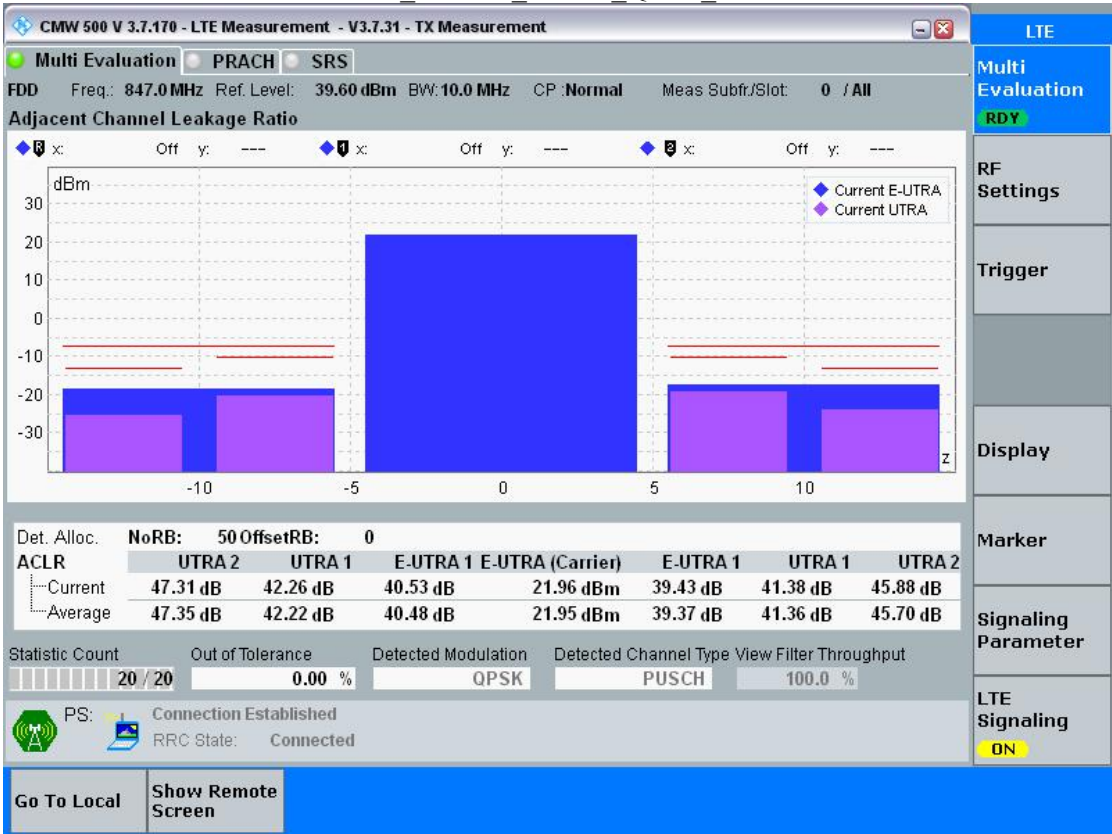 CMW 500 V 3.7.170 - LTE Measurement - V3.7.31 - TX Measurement
LTE
Multi Evaluation PRACH SRS
Multi
Evaluation
RDY
FDD Freq.: 847.0 MHz Ref. Level: 39.60 dBm BW: 10.0 MHz CP :Normal Meas Subfr./Slot: 0 / All
Adjacent Channel Leakage Ratio
R x: Off y: --- 1 x: Off y: --- 2 x: Off y: ---
dBm
Current E-UTRA
Current UTRA
30
20
10
0
-10
-20
-30
z
-10 -5 0 5 10
RF
Settings
Trigger
Display
Marker
Signaling
Parameter
LTE
Signaling
ON
Det. Alloc. NoRB: 50 OffsetRB: 0
ACLR UTRA 2 UTRA 1 E-UTRA 1 E-UTRA (Carrier) E-UTRA 1 UTRA 1 UTRA 2
Current 47.31 dB 42.26 dB 40.53 dB 21.96 dBm 39.43 dB 41.38 dB 45.88 dB
Average 47.35 dB 42.22 dB 40.48 dB 21.95 dBm 39.37 dB 41.36 dB 45.70 dB
Statistic Count Out of Tolerance Detected Modulation Detected Channel Type View Filter Throughput
20 / 20 0.00 % QPSK PUSCH 100.0 %
PS: Connection Established
RRC State: Connected
Go To Local
Show Remote
Screen